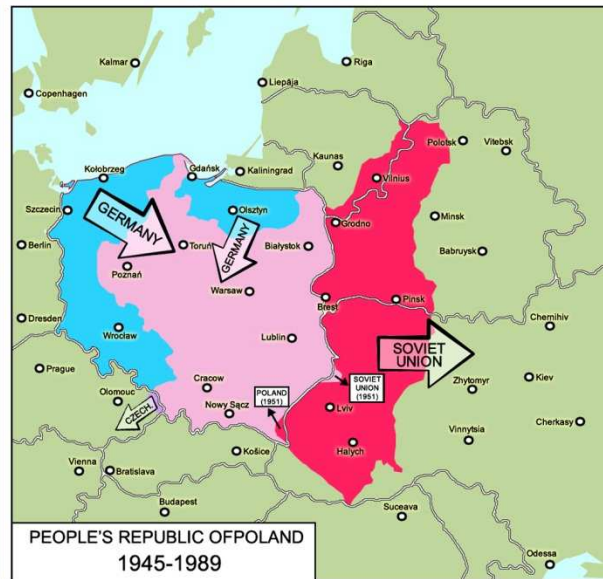 Kalmar
Riga
Liepāja
Copenhagen
Polotsk
Vitebsk
Kaunas
Kołobrzeg
Gdańsk
Kaliningrad
Vilnius
Szczecin
GERMANY
Olsztyn
Grodno
Minsk
GERMANY
Berlin
Toruń
Białystok
Babruysk
Poznań
Warsaw
Brest
Pinsk
Dresden
Chernihiv
Wrocław
Lublin
SOVIET
UNION
Prague
Cracow
POLAND
(1951)
SOVIET
UNION
(1951)
Zhytomyr
Kiev
Olomouc
CZECH.
Nowy Sącz
Lviv
Cherkasy
Halych
Vinnytsia
Košice
Vienna
Bratislava
Budapest
Suceava
PEOPLE'S REPUBLIC OFPOLAND
1945-1989
Odessa